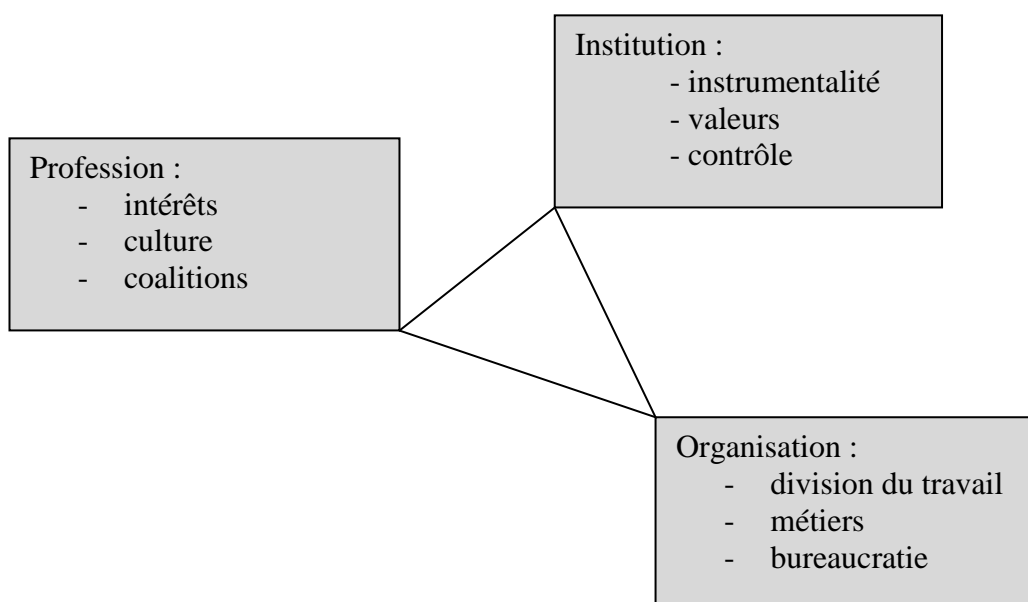 Institution :
- instrumentalité
- valeurs
- contrôle
Profession :
- intérêts
- culture
- coalitions
Organisation :
- division du travail
- métiers
- bureaucratie